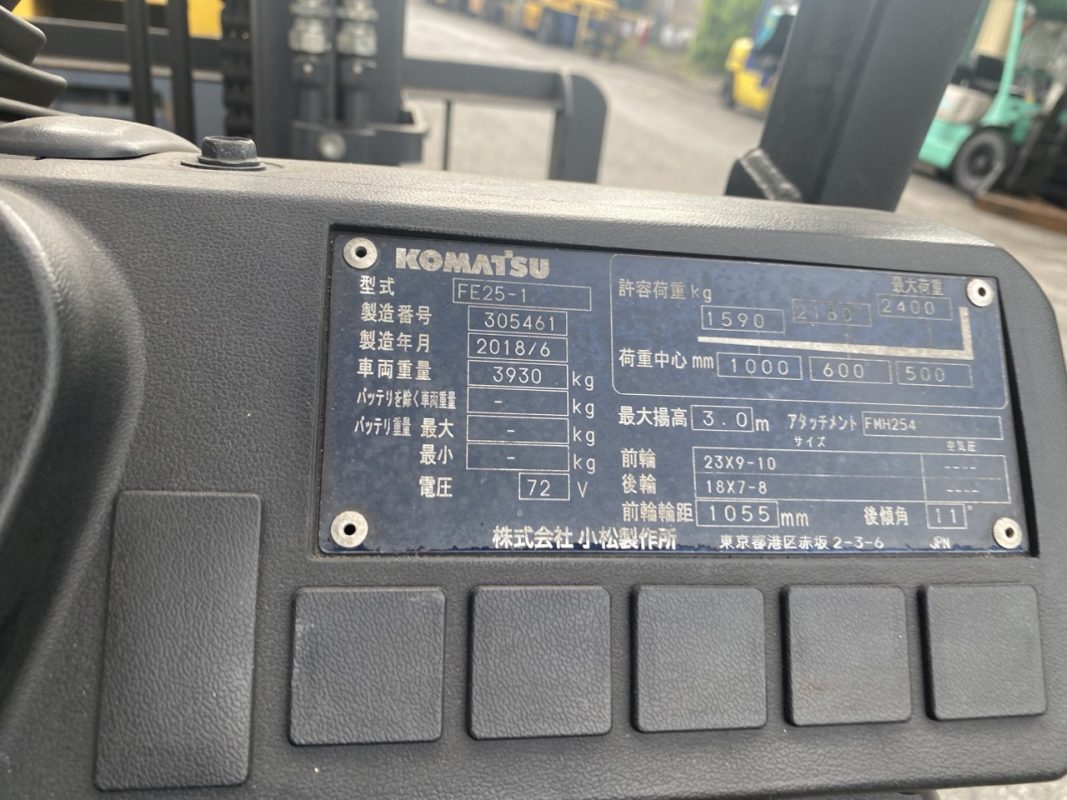 KOMATSU
型式 FE25-1
製造番号 305461
製造年月 2018/6
車両重量 3930 kg
バッテリを除く車両重量 - kg
バッテリ重量 最大 - kg
最小 - kg
電圧 72 V
許容荷重 kg 最大荷重
1590 2180 2400
荷重中心 mm 1000 600 500
最大揚高 3.0 m アタッチメント FMH254
サイズ 空気圧
前輪 23X9-10 ----
後輪 18X7-8 ----
前輪輪距 1055 mm 後傾角 11°
株式会社 小松製作所 東京都港区赤坂2-3-6 JPN